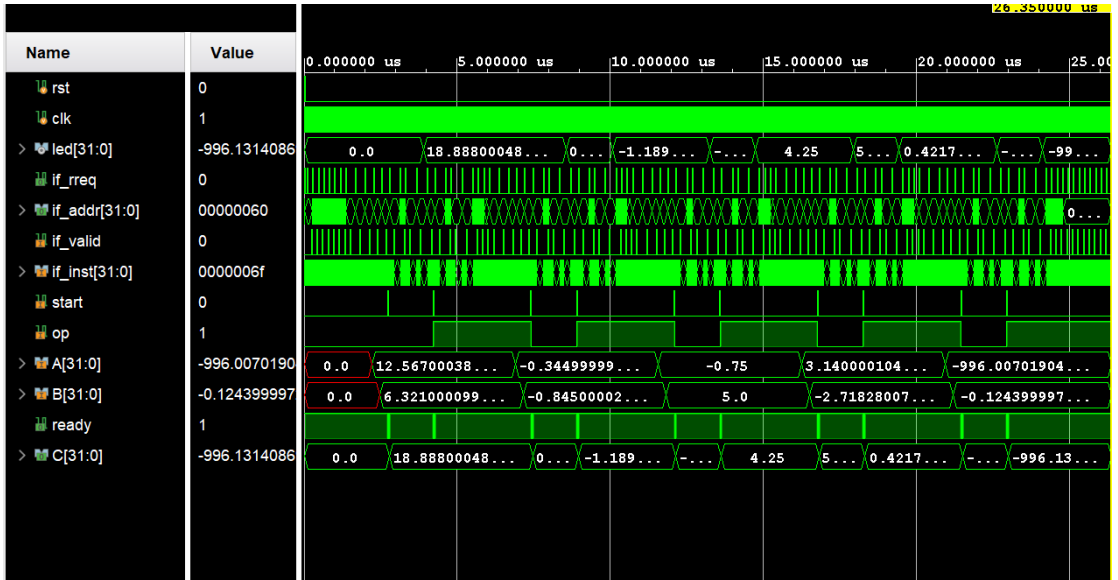 26.350000 us
Name Value
0.000000 us 5.000000 us 10.000000 us 15.000000 us 20.000000 us 25.00
rst 0
clk 1
led[31:0] -996.1314086 0.0 18.88800048... 0... -1.189... -... 4.25 5... 0.4217... -... -99...
if_rreq 0
if_addr[31:0] 00000060 0...
if_valid 0
if_inst[31:0] 0000006f
start 0
op 1
A[31:0] -996.0070190 0.0 12.56700038... -0.34499999... -0.75 3.140000104... -996.00701904...
B[31:0] -0.124399997 0.0 6.321000099... -0.84500002... 5.0 -2.71828007... -0.124399997...
ready 1
C[31:0] -996.1314086 0.0 18.88800048... 0... -1.189... -... 4.25 5... 0.4217... -... -996.13...